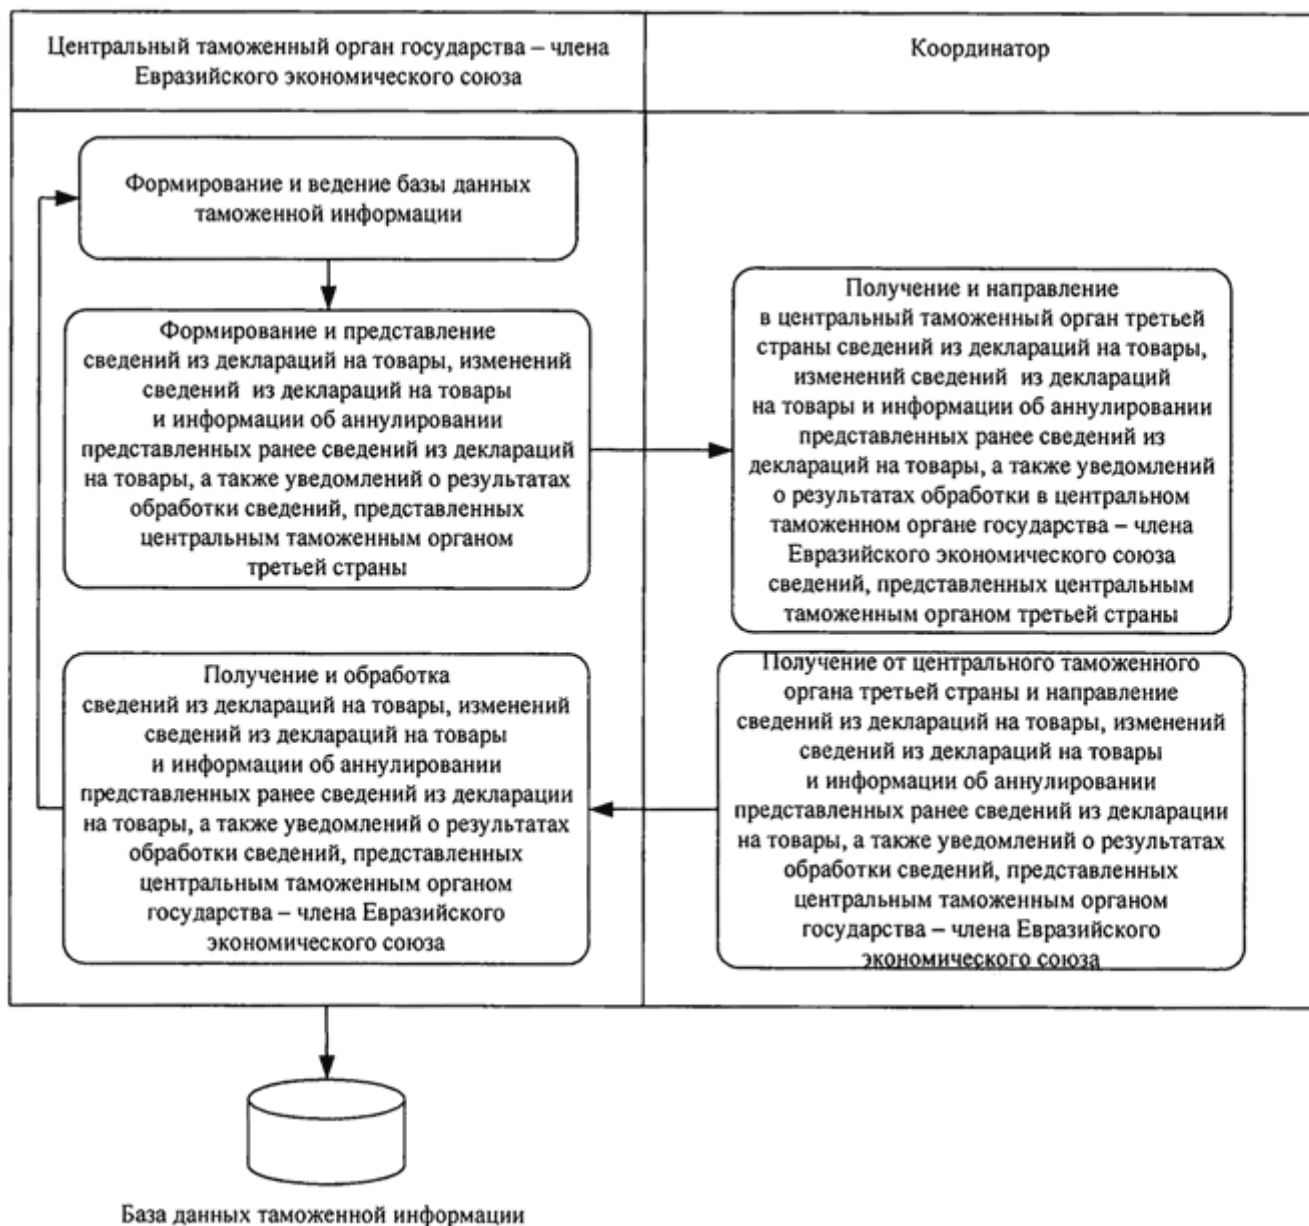 Центральный таможенный орган государства – члена
Евразийского экономического союза
Координатор
Формирование и ведение базы данных
таможенной информации
Формирование и представление
сведений из деклараций на товары, изменений
сведений из деклараций на товары
и информации об аннулировании
представленных ранее сведений из деклараций
на товары, а также уведомлений о результатах
обработки сведений, представленных
центральным таможенным органом
третьей страны
Получение и направление
в центральный таможенный орган третьей
страны сведений из деклараций на товары,
изменений сведений из деклараций
на товары и информации об аннулировании
представленных ранее сведений из
деклараций на товары, а также уведомлений
о результатах обработки в центральном
таможенном органе государства – члена
Евразийского экономического союза
сведений, представленных центральным
таможенным органом третьей страны
Получение и обработка
сведений из деклараций на товары, изменений
сведений из деклараций на товары
и информации об аннулировании
представленных ранее сведений из декларации
на товары, а также уведомлений о результатах
обработки сведений, представленных
центральным таможенным органом
государства – члена Евразийского
экономического союза
Получение от центрального таможенного
органа третьей страны и направление
сведений из деклараций на товары, изменений
сведений из деклараций на товары
и информации об аннулировании
представленных ранее сведений из декларации
на товары, а также уведомлений о результатах
обработки сведений, представленных
центральным таможенным органом
государства – члена Евразийского
экономического союза
База данных таможенной информации